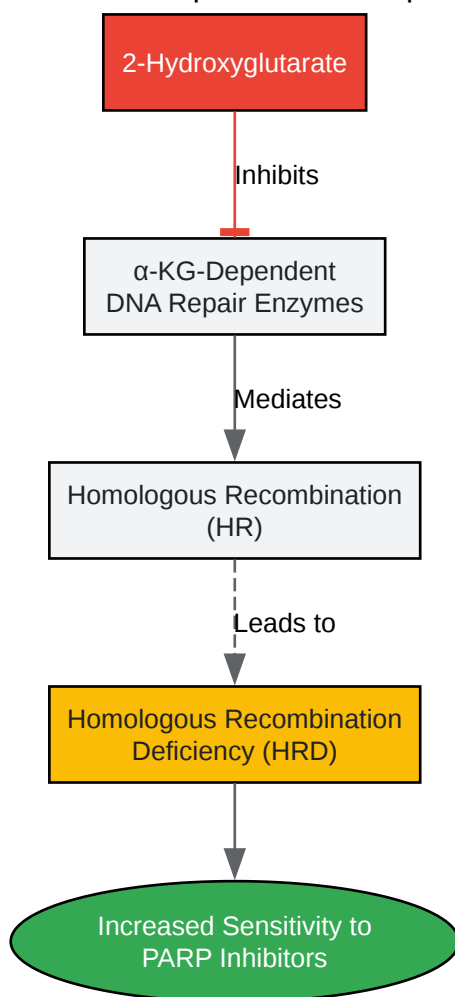 2-Hydroxyglutarate
Inhibits
α-KG-Dependent
DNA Repair Enzymes
Mediates
Homologous Recombination
(HR)
Leads to
Homologous Recombination
Deficiency (HRD)
Increased Sensitivity to
PARP Inhibitors